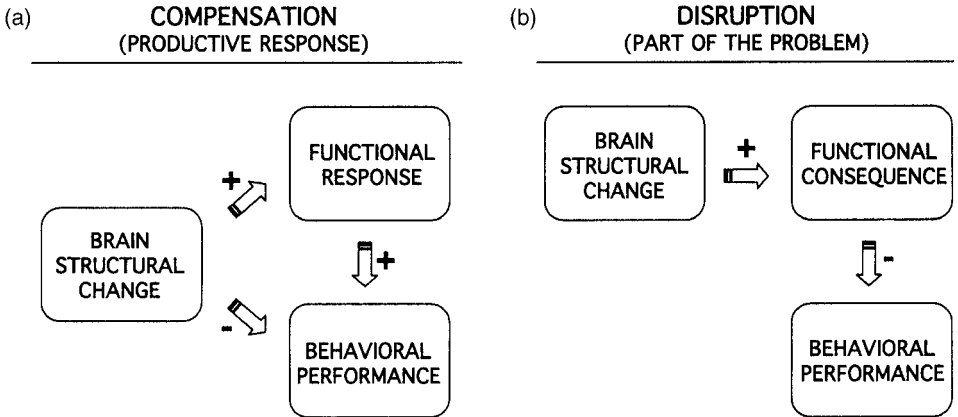 (a)
COMPENSATION
(PRODUCTIVE RESPONSE)
FUNCTIONAL
RESPONSE
+
BRAIN
STRUCTURAL
CHANGE
+
-
BEHAVIORAL
PERFORMANCE
(b)
DISRUPTION
(PART OF THE PROBLEM)
BRAIN
STRUCTURAL
CHANGE
+
FUNCTIONAL
CONSEQUENCE
-
BEHAVIORAL
PERFORMANCE